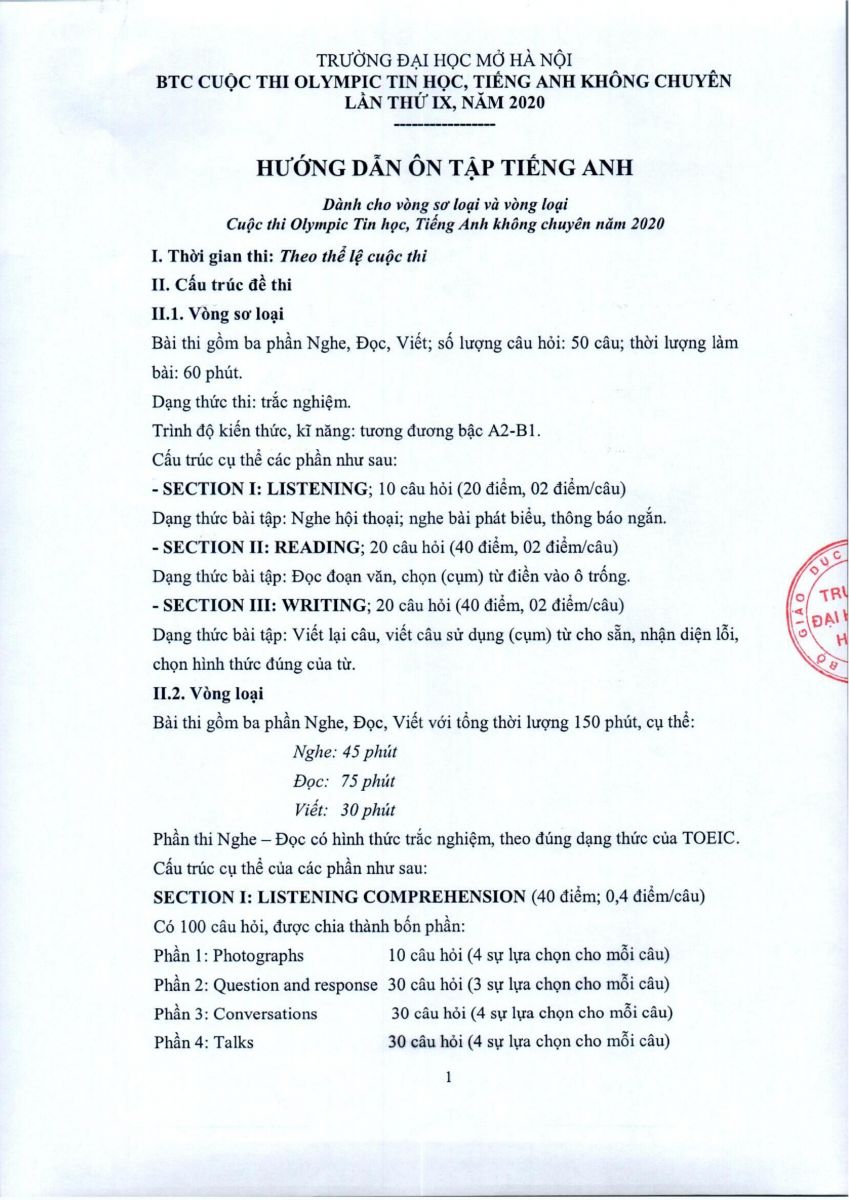 TRƯỜNG ĐẠI HỌC MỞ HÀ NỘI
BTC CUỘC THI OLYMPIC TIN HỌC, TIẾNG ANH KHÔNG CHUYÊN
LẦN THỨ IX, NĂM 2020
-----------------
HƯỚNG DẪN ÔN TẬP TIẾNG ANH
Dành cho vòng sơ loại và vòng loại
Cuộc thi Olympic Tin học, Tiếng Anh không chuyên năm 2020
I. Thời gian thi: Theo thể lệ cuộc thi
II. Cấu trúc đề thi
II.1. Vòng sơ loại
Bài thi gồm ba phần Nghe, Đọc, Viết; số lượng câu hỏi: 50 câu; thời lượng làm
bài: 60 phút.
Dạng thức thi: trắc nghiệm.
Trình độ kiến thức, kĩ năng: tương đương bậc A2-B1.
Cấu trúc cụ thể các phần như sau:
- SECTION I: LISTENING; 10 câu hỏi (20 điểm, 02 điểm/câu)
Dạng thức bài tập: Nghe hội thoại; nghe bài phát biểu, thông báo ngắn.
- SECTION II: READING; 20 câu hỏi (40 điểm, 02 điểm/câu)
Dạng thức bài tập: Đọc đoạn văn, chọn (cụm) từ điền vào ô trống.
- SECTION III: WRITING; 20 câu hỏi (40 điểm, 02 điểm/câu)
Dạng thức bài tập: Viết lại câu, viết câu sử dụng (cụm) từ cho sẵn, nhận diện lỗi,
chọn hình thức đúng của từ.
II.2. Vòng loại
Bài thi gồm ba phần Nghe, Đọc, Viết với tổng thời lượng 150 phút, cụ thể:
Nghe: 45 phút
Đọc: 75 phút
Viết: 30 phút
Phần thi Nghe – Đọc có hình thức trắc nghiệm, theo đúng dạng thức của TOEIC.
Cấu trúc cụ thể của các phần như sau:
SECTION I: LISTENING COMPREHENSION (40 điểm; 0,4 điểm/câu)
Có 100 câu hỏi, được chia thành bốn phần:
Phần 1: Photographs 10 câu hỏi (4 sự lựa chọn cho mỗi câu)
Phần 2: Question and response 30 câu hỏi (3 sự lựa chọn cho mỗi câu)
Phần 3: Conversations 30 câu hỏi (4 sự lựa chọn cho mỗi câu)
Phần 4: Talks 30 câu hỏi (4 sự lựa chọn cho mỗi câu)
1
BỘ GIÁO DỤC
ĐẠI